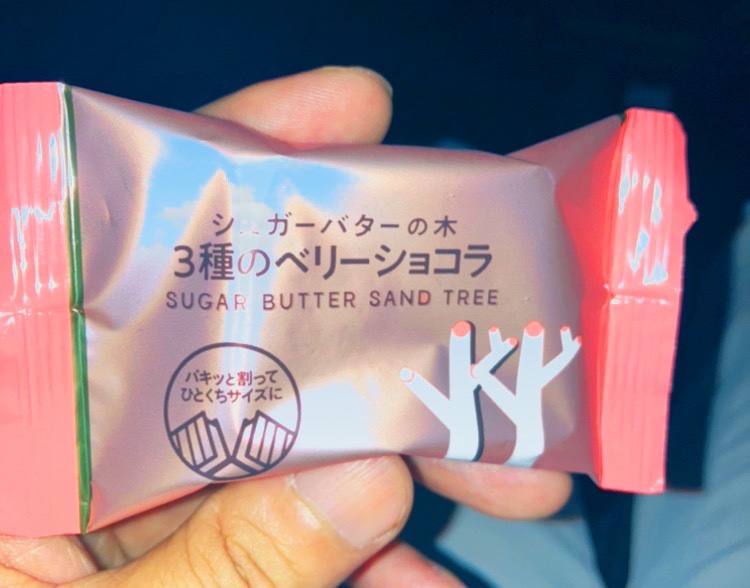 シュガーバターの木
3種のベリーショコラ
SUGAR BUTTER SAND TREE
パキッと割って
ひとくちサイズに